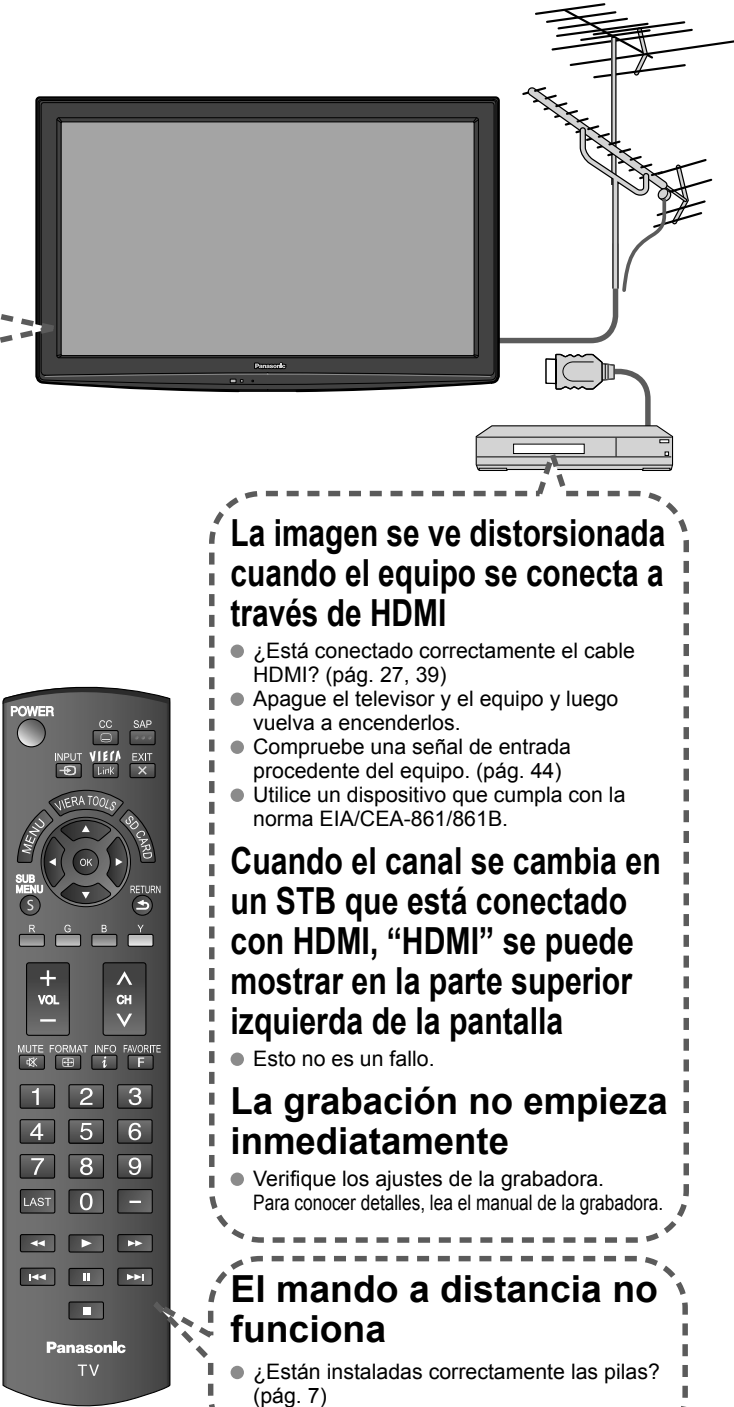 Panasonic
La imagen se ve distorsionada
cuando el equipo se conecta a
través de HDMI
● ¿Está conectado correctamente el cable
HDMI? (pág. 27, 39)
● Apague el televisor y el equipo y luego
vuelva a encenderlos.
● Compruebe una señal de entrada
procedente del equipo. (pág. 44)
● Utilice un dispositivo que cumpla con la
norma EIA/CEA-861/861B.
Cuando el canal se cambia en
un STB que está conectado
con HDMI, “HDMI” se puede
mostrar en la parte superior
izquierda de la pantalla
● Esto no es un fallo.
La grabación no empieza
inmediatamente
● Verifique los ajustes de la grabadora.
Para conocer detalles, lea el manual de la grabadora.
El mando a distancia no
funciona
● ¿Están instaladas correctamente las pilas?
(pág. 7)
POWER
CC SAP
INPUT VIERA Link EXIT
VIERA TOOLS
MENU SD CARD
OK
SUB
MENU RETURN
S
R G B Y
+
VOL CH
−
MUTE FORMAT INFO FAVORITE
i F
1 2 3
4 5 6
7 8 9
LAST 0 −
Panasonic
TV